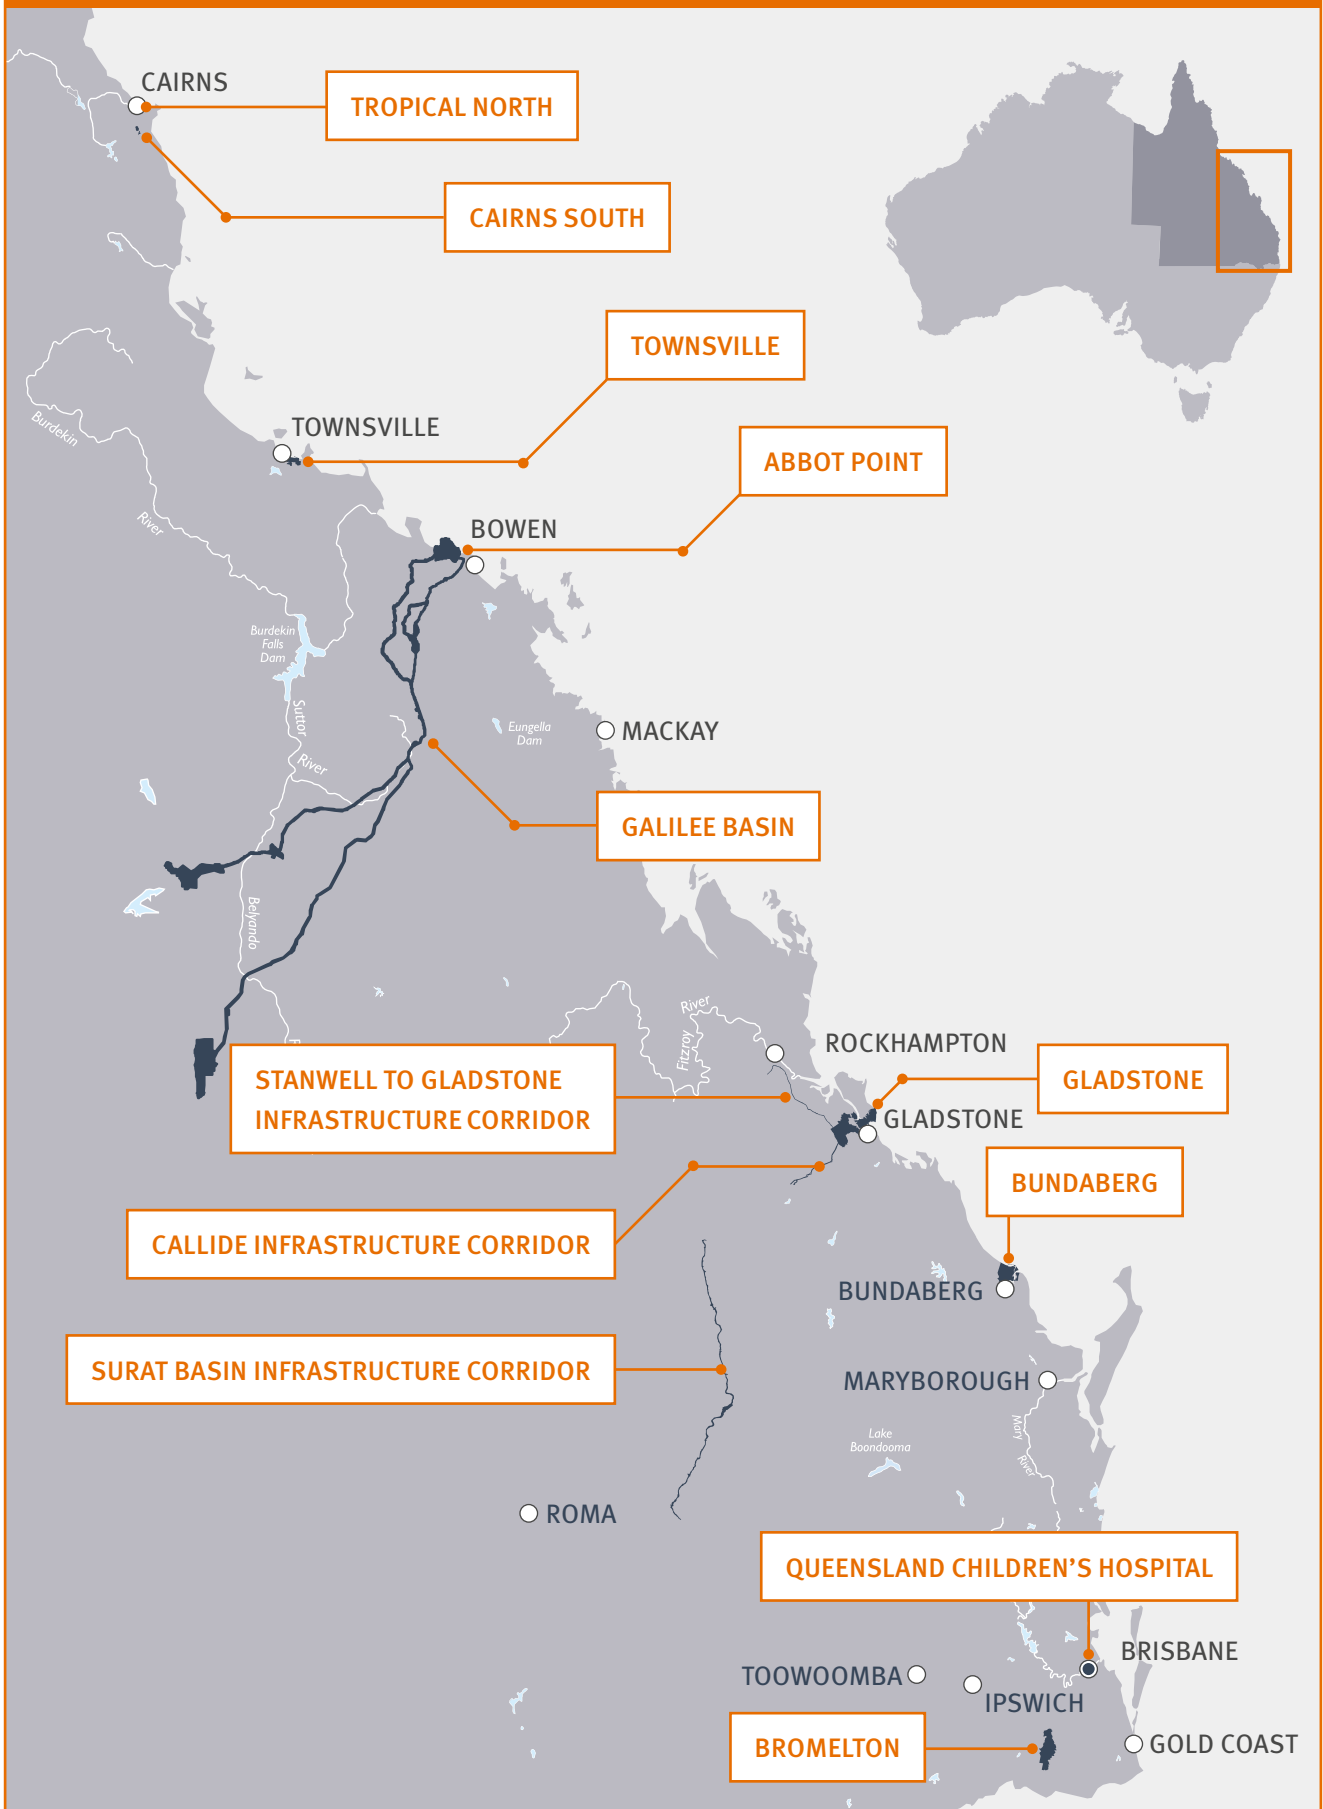 CAIRNS
TROPICAL NORTH
CAIRNS SOUTH
TOWNSVILLE
TOWNSVILLE
ABBOT POINT
Burdekin
River
BOWEN
Burdekin
Falls
Dam
Suttor
River
Eungella
Dam
MACKAY
GALILEE BASIN
Belyando
River
Fitzroy
ROCKHAMPTON
STANWELL TO GLADSTONE
INFRASTRUCTURE CORRIDOR
GLADSTONE
GLADSTONE
BUNDABERG
CALLIDE INFRASTRUCTURE CORRIDOR
BUNDABERG
SURAT BASIN INFRASTRUCTURE CORRIDOR
MARYBOROUGH
Mary
River
Lake
Boondooma
ROMA
QUEENSLAND CHILDREN'S HOSPITAL
BRISBANE
TOOWOOMBA
IPSWICH
BROMELTON
GOLD COAST